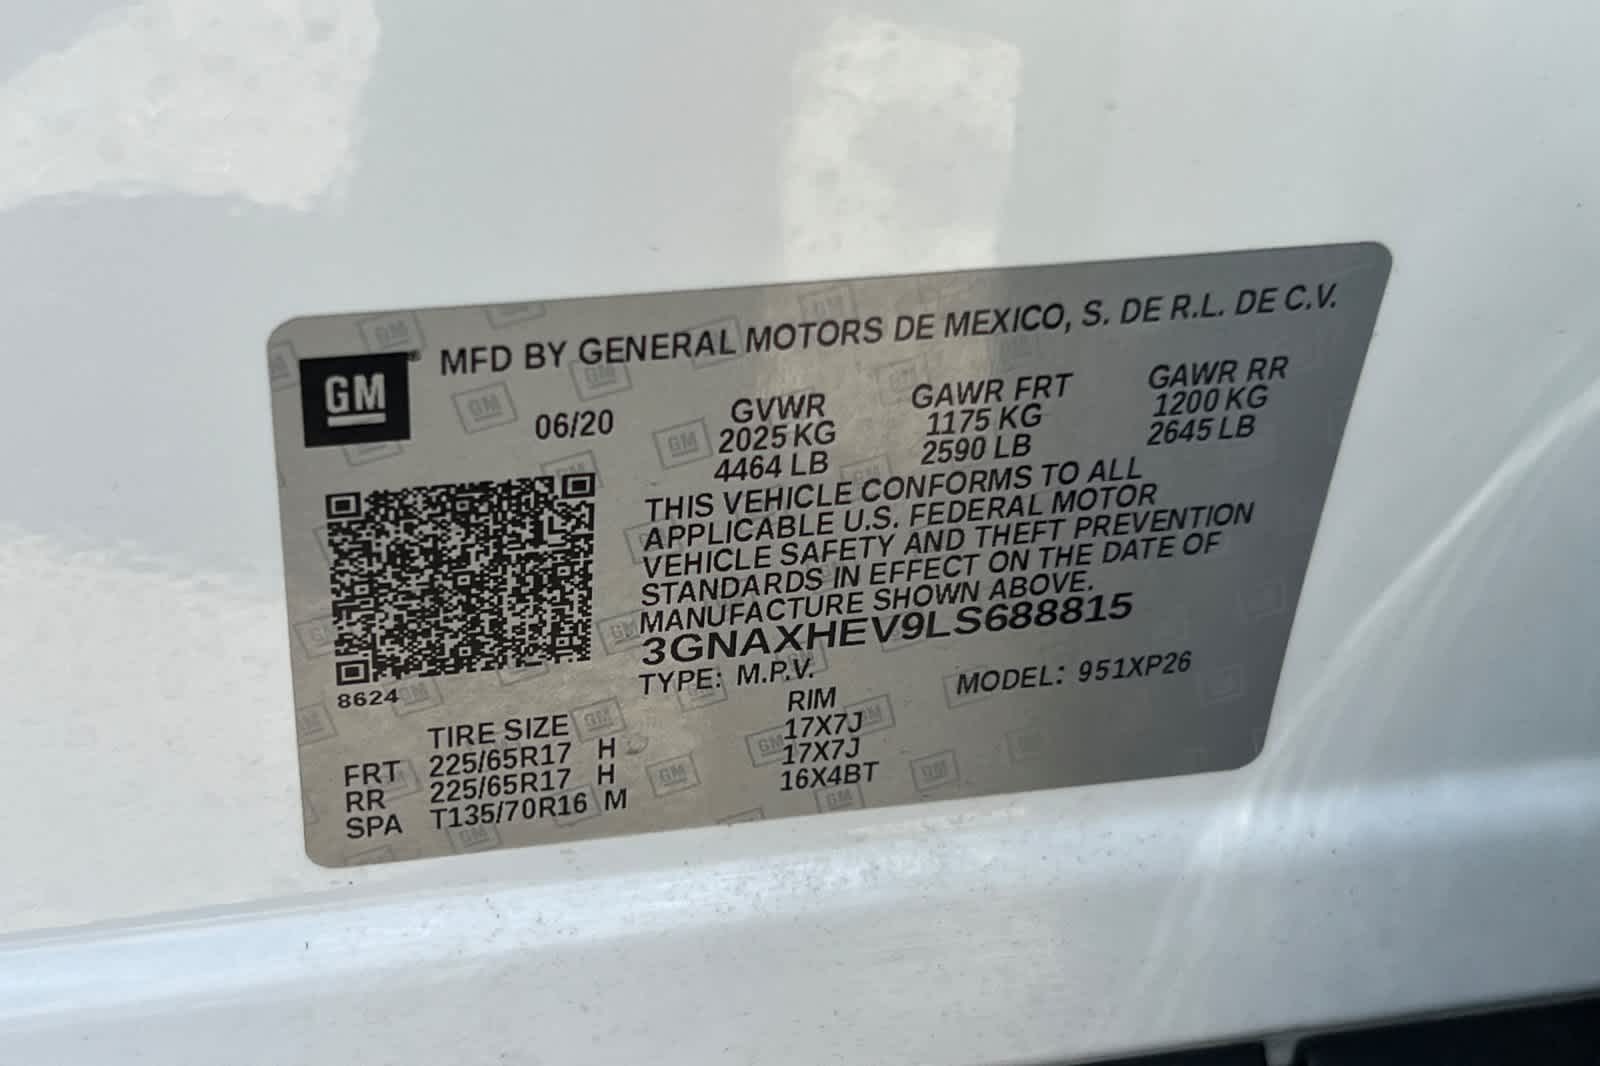 GM
MFD BY GENERAL MOTORS DE MEXICO, S. DE R.L. DE C.V.
06/20
GVWR GAWR FRT GAWR RR
2025 KG 1175 KG 1200 KG
4464 LB 2590 LB 2645 LB
THIS VEHICLE CONFORMS TO ALL
APPLICABLE U.S. FEDERAL MOTOR
VEHICLE SAFETY AND THEFT PREVENTION
STANDARDS IN EFFECT ON THE DATE OF
MANUFACTURE SHOWN ABOVE.
3GNAXHEV9LS688815
TYPE: M.P.V. MODEL: 951XP26
8624
TIRE SIZE RIM
FRT 225/65R17 H 17X7J
RR 225/65R17 H 17X7J
SPA T135/70R16 M 16X4BT